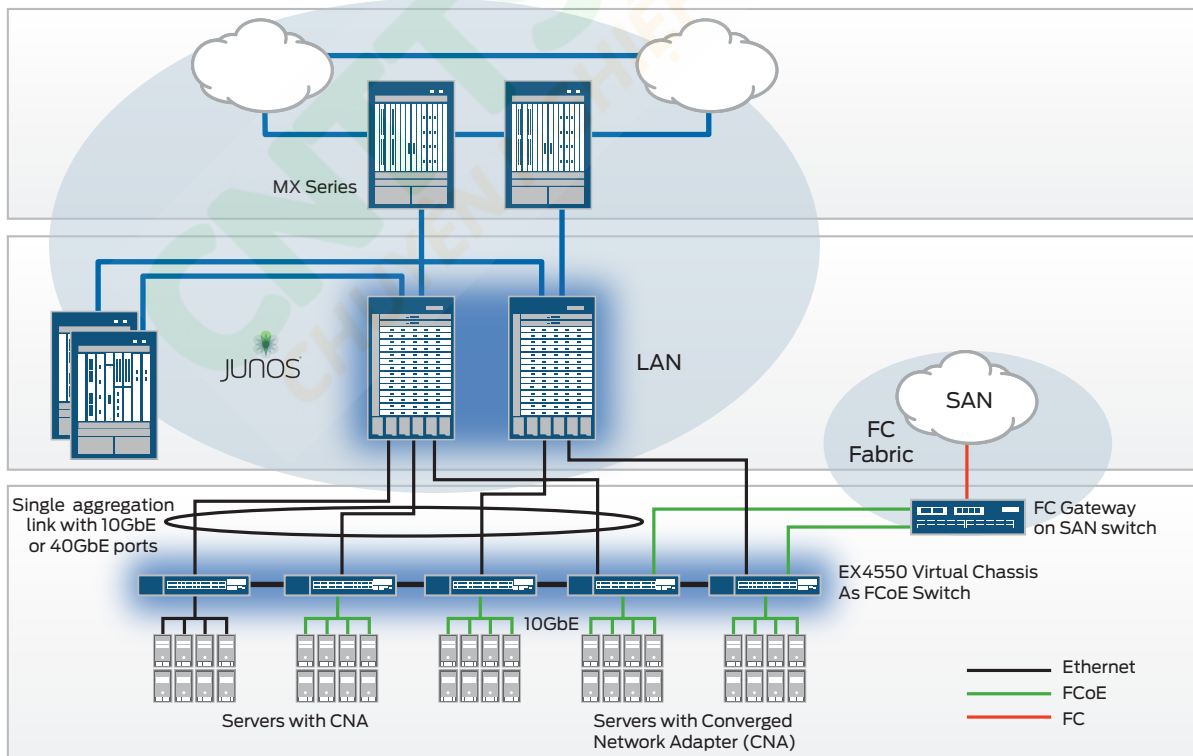 MX Series
JUNOS
LAN
SAN
FC
Fabric
Single aggregation
link with 10GbE
or 40GbE ports
FC Gateway
on SAN switch
EX4550 Virtual Chassis
As FCoE Switch
10GbE
Servers with CNA
Servers with Converged
Network Adapter (CNA)
Ethernet
FCoE
FC